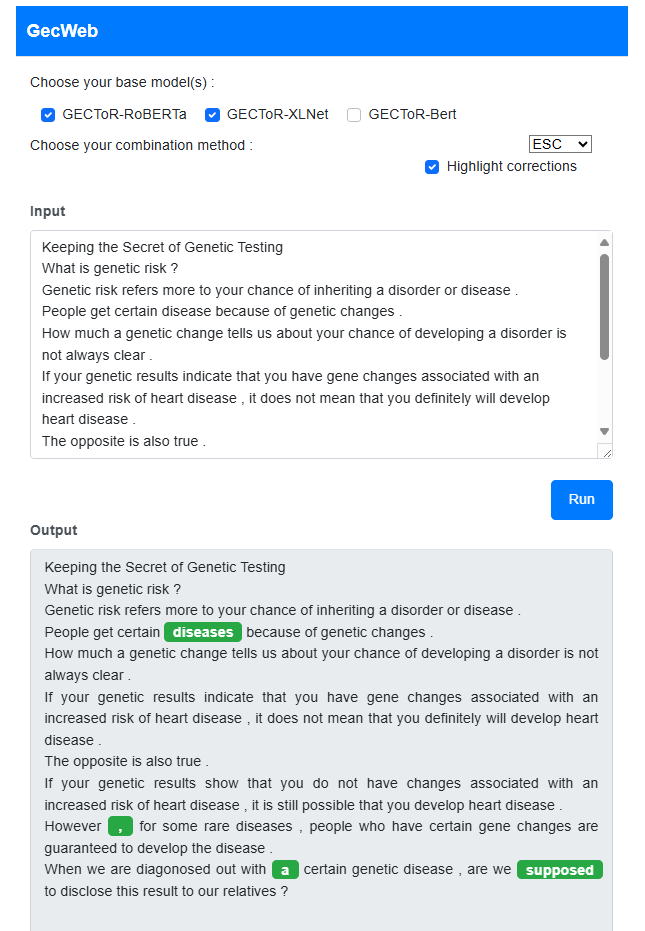 GecWeb
Choose your base model(s) :
GECToR-RoBERTa GECToR-XLNet GECToR-Bert
Choose your combination method :
ESC
Highlight corrections
Input
Keeping the Secret of Genetic Testing
What is genetic risk ?
Genetic risk refers more to your chance of inheriting a disorder or disease .
People get certain disease because of genetic changes .
How much a genetic change tells us about your chance of developing a disorder is
not always clear .
If your genetic results indicate that you have gene changes associated with an
increased risk of heart disease , it does not mean that you definitely will develop
heart disease .
The opposite is also true .
Run
Output
Keeping the Secret of Genetic Testing
What is genetic risk ?
Genetic risk refers more to your chance of inheriting a disorder or disease .
People get certain diseases because of genetic changes .
How much a genetic change tells us about your chance of developing a disorder is not
always clear .
If your genetic results indicate that you have gene changes associated with an
increased risk of heart disease , it does not mean that you definitely will develop heart
disease .
The opposite is also true .
If your genetic results show that you do not have changes associated with an
increased risk of heart disease , it is still possible that you develop heart disease .
However , for some rare diseases , people who have certain gene changes are
guaranteed to develop the disease .
When we are diagonosed out with a certain genetic disease , are we supposed
to disclose this result to our relatives ?